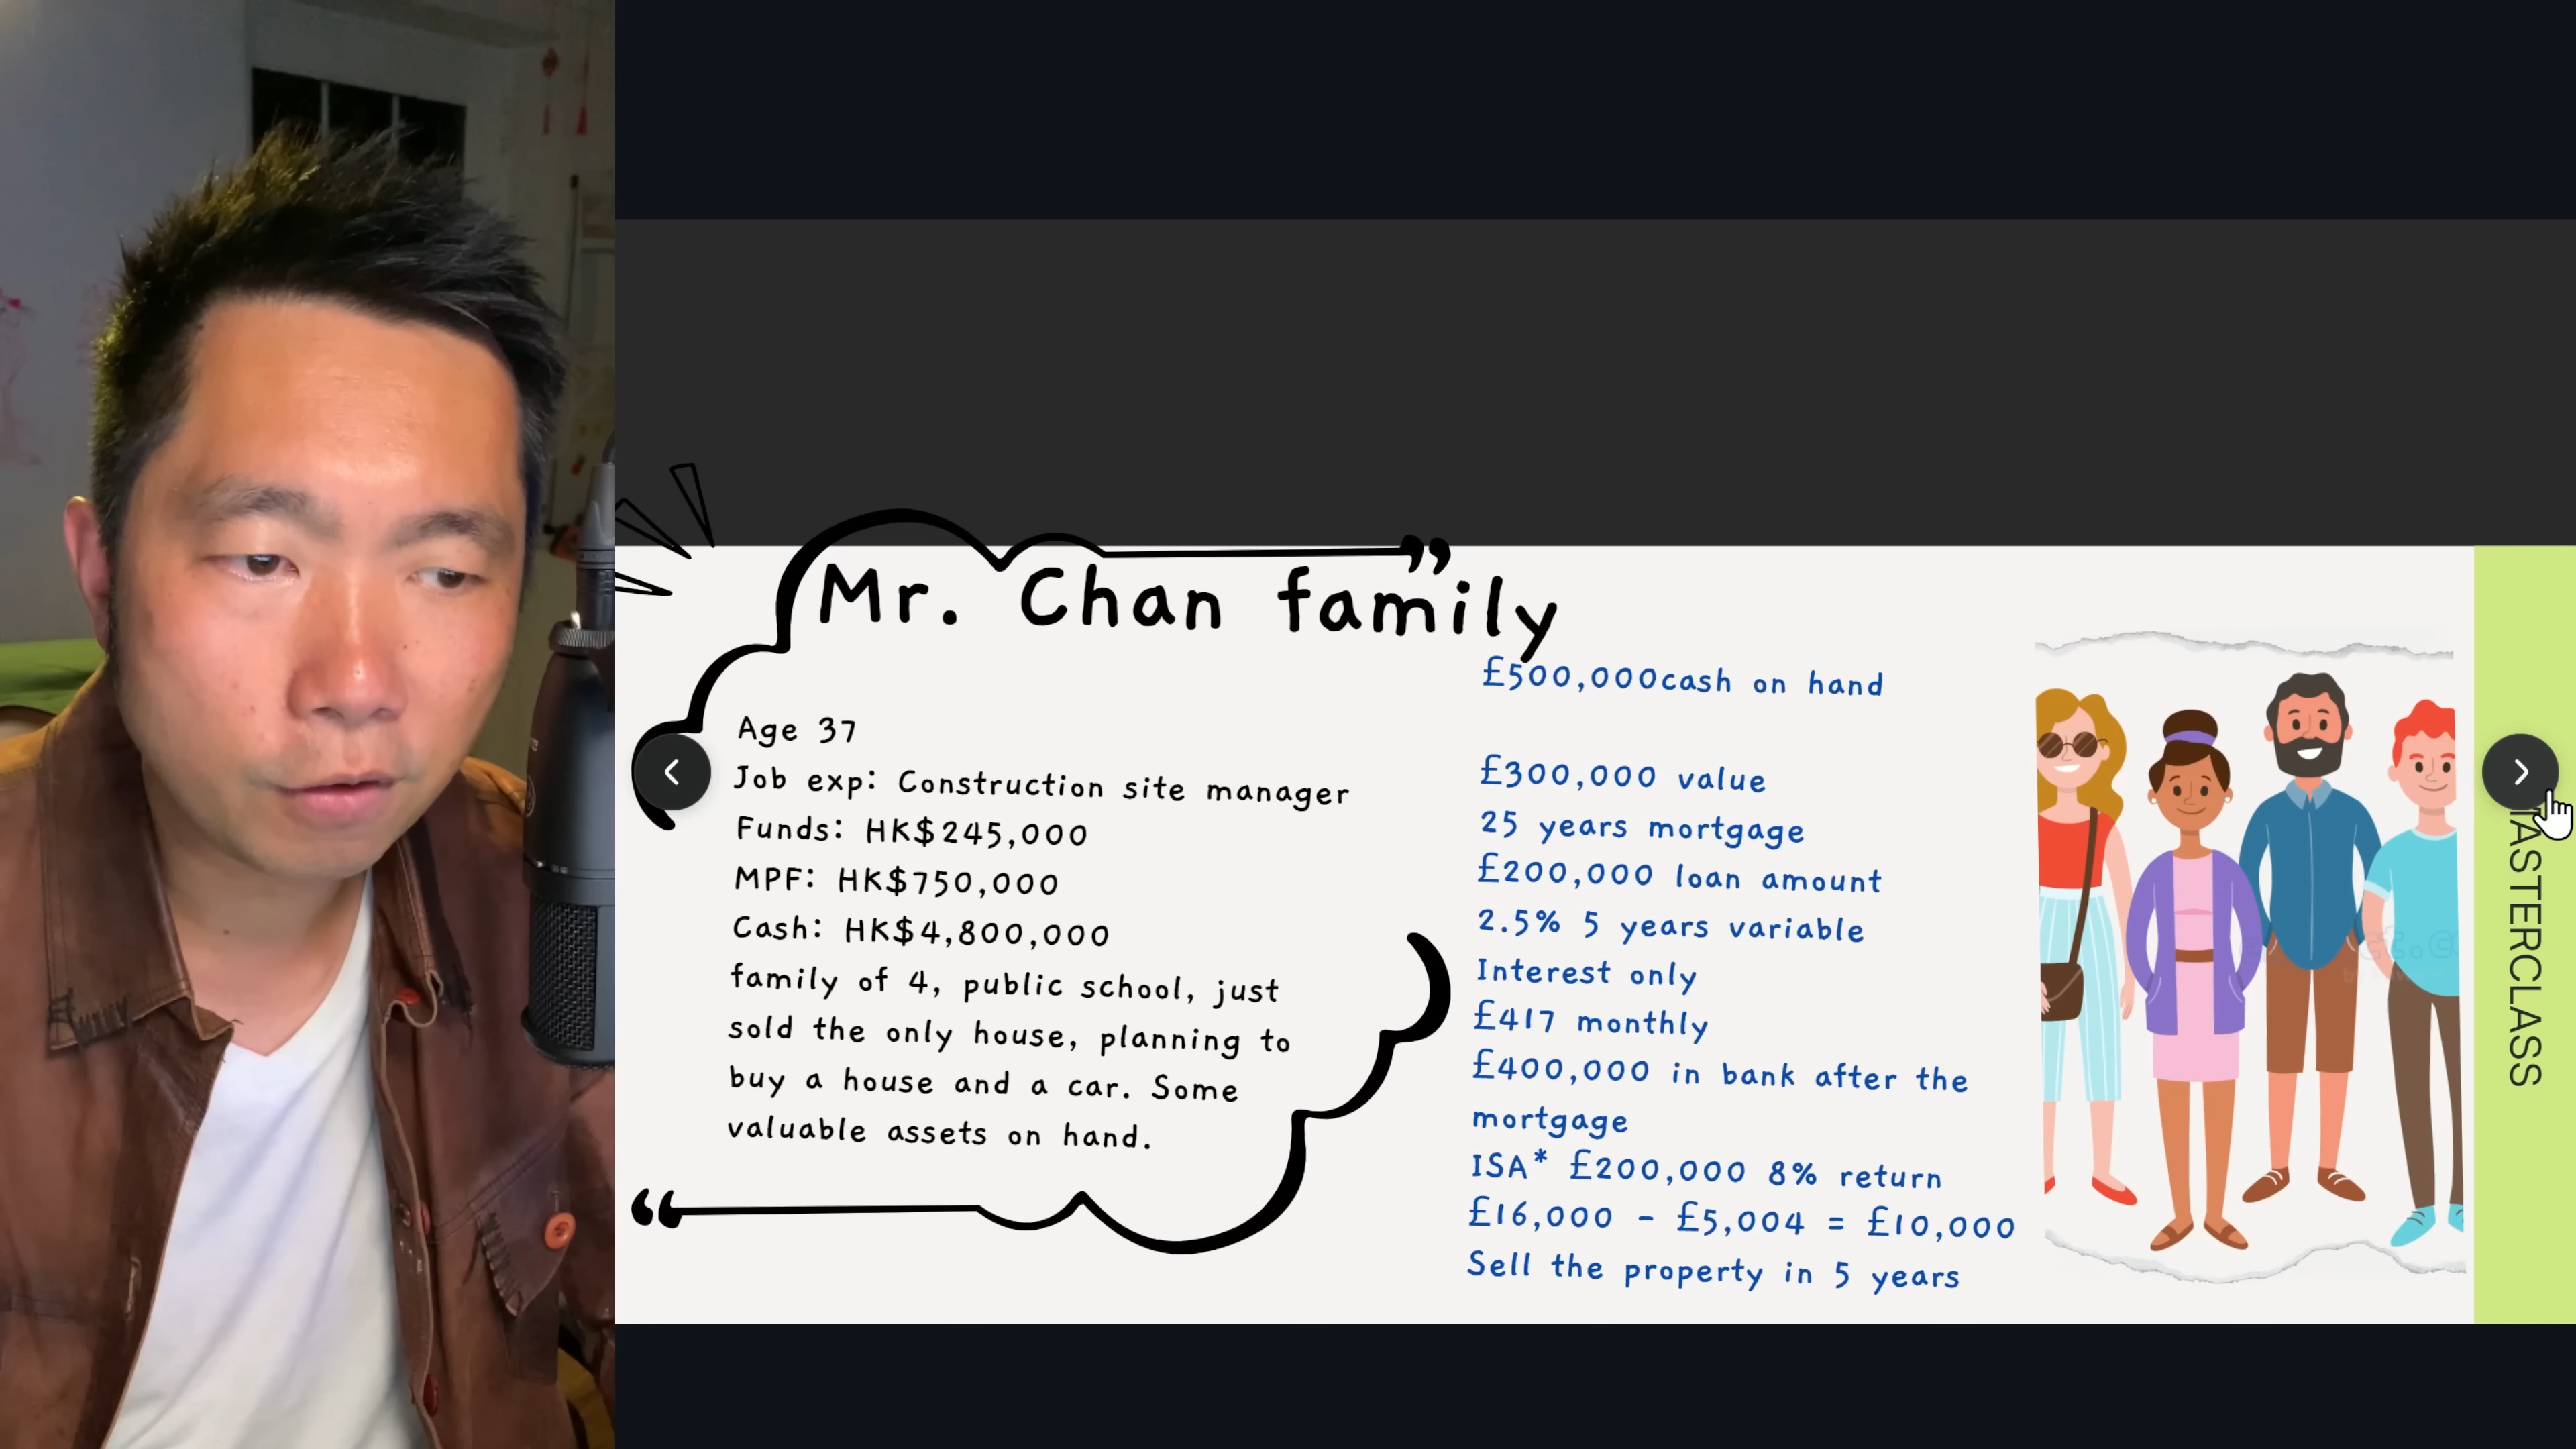 Mr. Chan family
Age 37
Job exp: Construction site manager
Funds: HK$245,000
MPF: HK$750,000
Cash: HK$4,800,000
family of 4, public school, just
sold the only house, planning to
buy a house and a car. Some
valuable assets on hand.
£500,000cash on hand
£300,000 value
25 years mortgage
£200,000 loan amount
2.5% 5 years variable
Interest only
£417 monthly
£400,000 in bank after the
mortgage
ISA* £200,000 8% return
£16,000 - £5,004 = £10,000
Sell the property in 5 years
ASTERCLASS